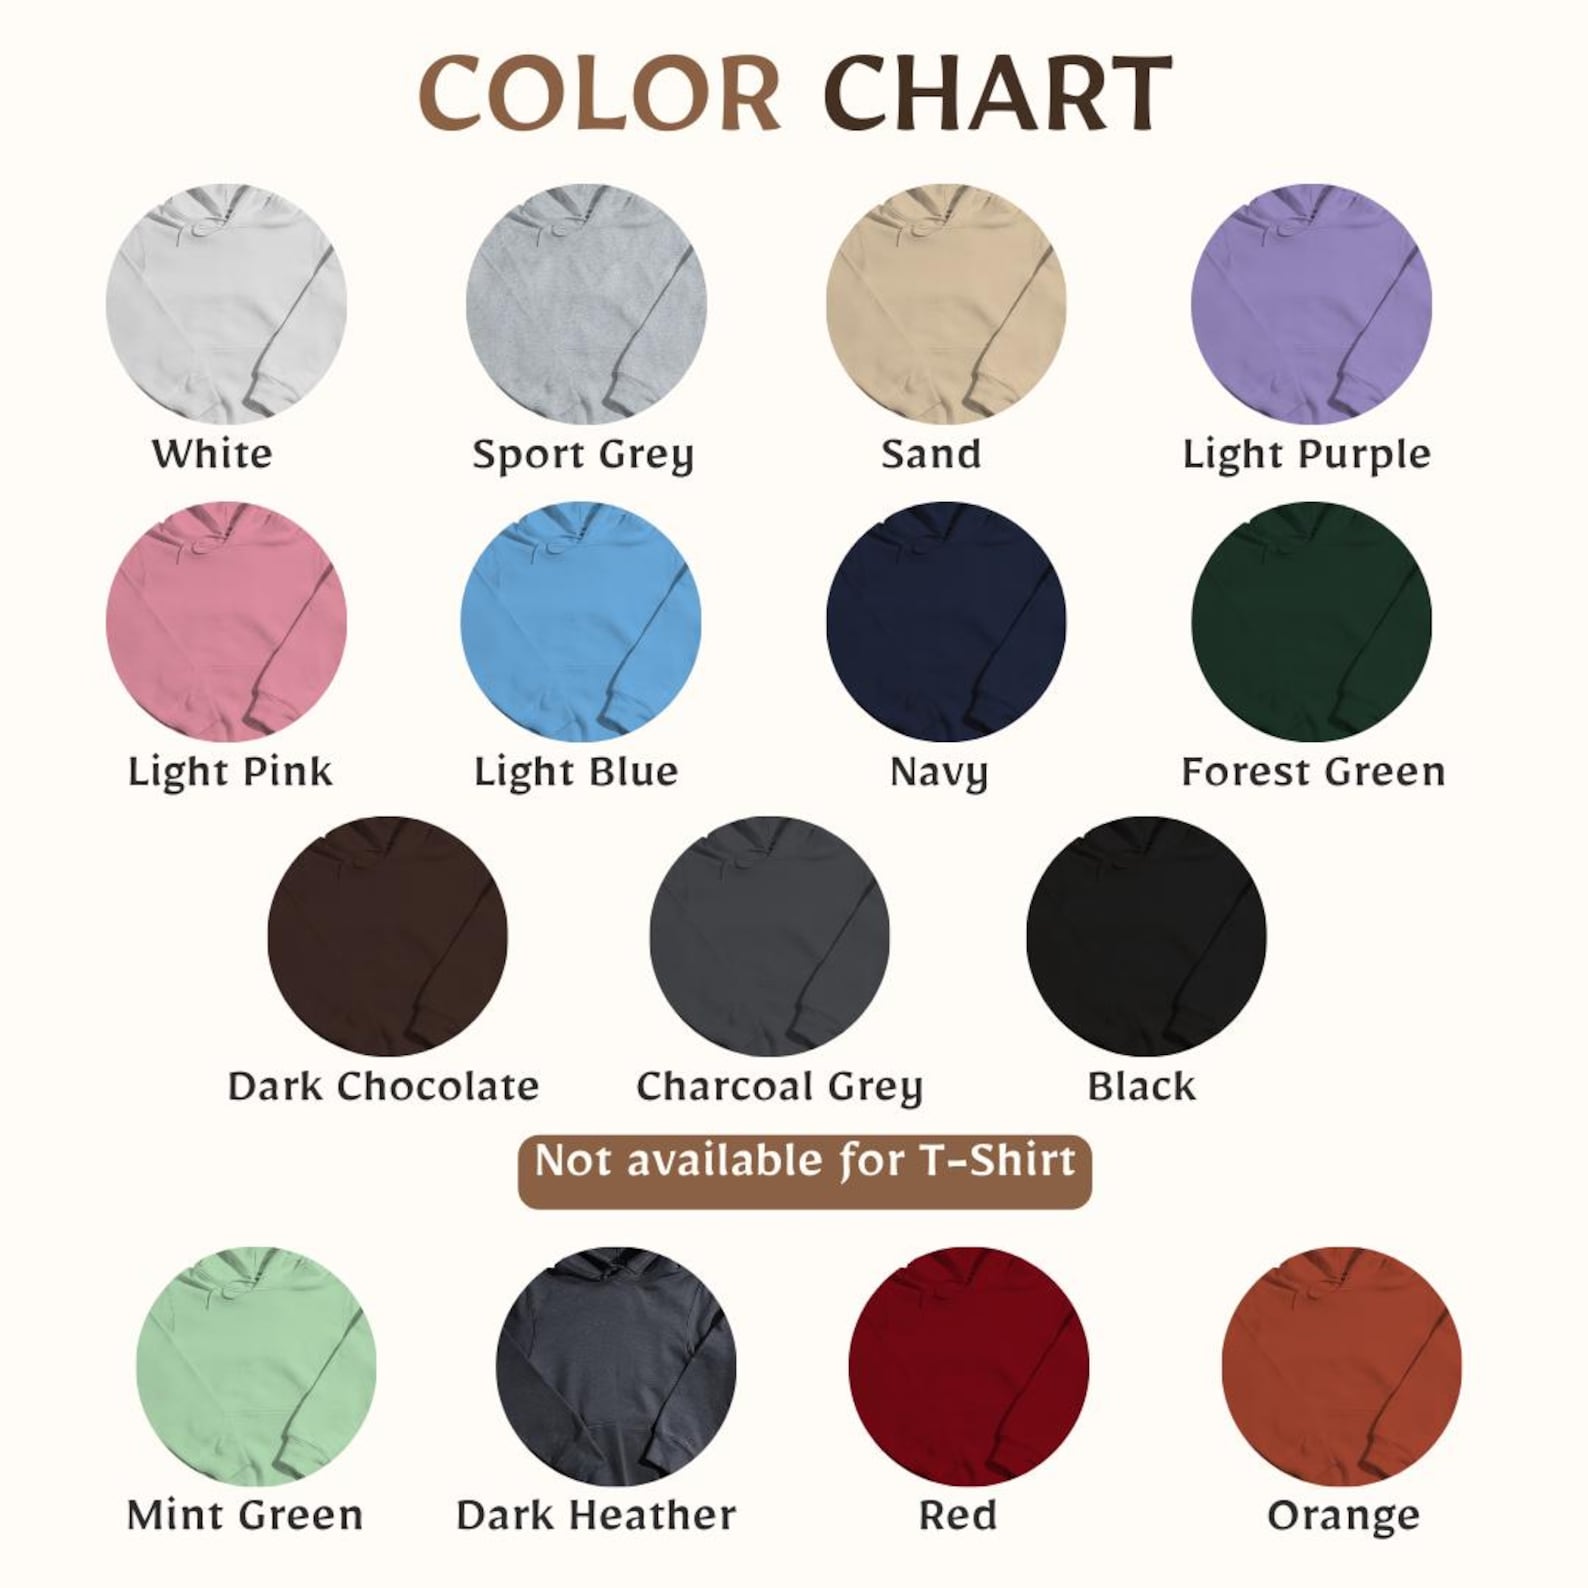 COLOR CHART
White
Sport Grey
Sand
Light Purple
Light Pink
Light Blue
Navy
Forest Green
Dark Chocolate
Charcoal Grey
Black
Not available for T-Shirt
Mint Green
Dark Heather
Red
Orange